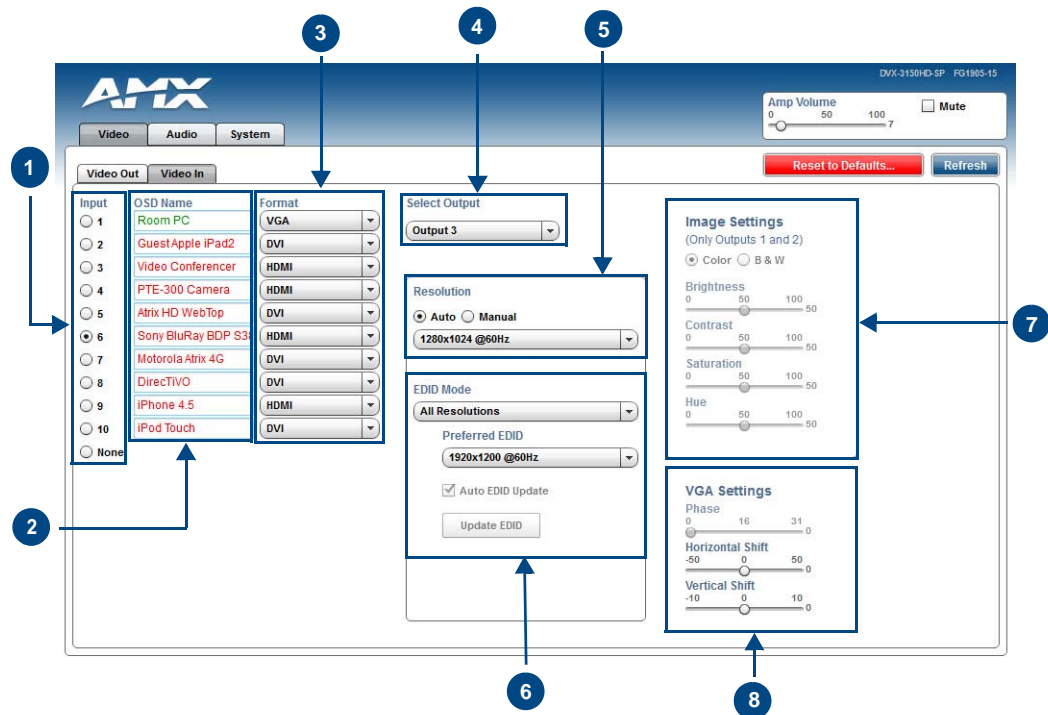 3
4
5
DVX-3150HD-SP FG1905-15
AMX
Amp Volume
0 50 100
7
Mute
Video Audio System
1
Video Out Video In
Reset to Defaults... Refresh
Input OSD Name Format
1 Room PC VGA
2 Guest Apple iPad2 DVI
3 Video Conferencer HDMI
4 PTE-300 Camera HDMI
5 Atrix HD WebTop DVI
6 Sony BluRay BDP HDMI
7 Motorola Atrix 4G DVI
8 DirecTiVO DVI
9 iPhone 4.5 HDMI
10 iPod Touch DVI
None
2
Select Output
Output 3
Resolution
Auto Manual
1280x1024 @60Hz
EDID Mode
All Resolutions
Preferred EDID
1920x1200 @60Hz
Auto EDID Update
Update EDID
6
Image Settings
(Only Outputs 1 and 2)
Color B & W
Brightness
0 50 100
50
Contrast
0 50 100
50
Saturation
0 50 100
50
Hue
0 50 100
50
7
VGA Settings
Phase
0 16 31
0
Horizontal Shift
-50 0 50
0
Vertical Shift
-10 0 10
0
8